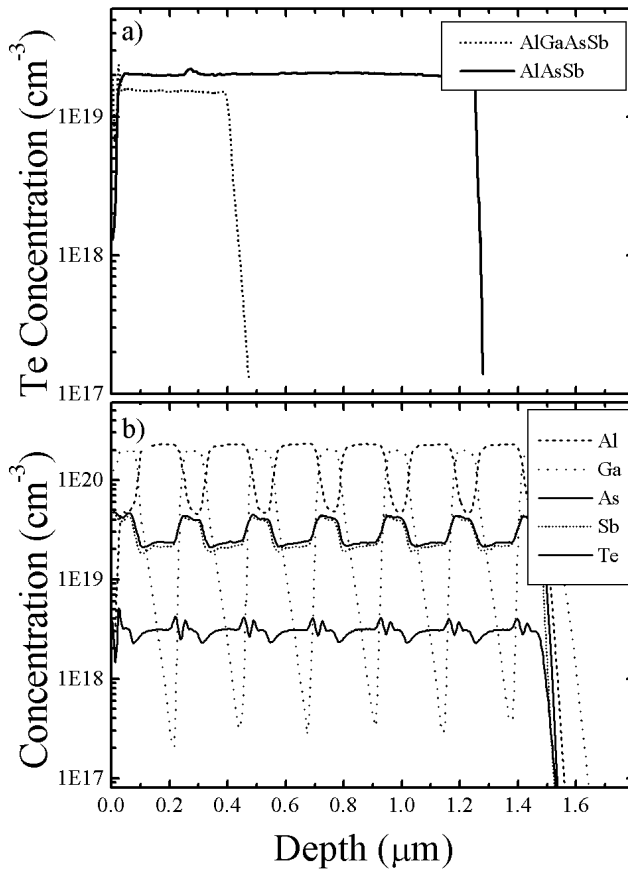 a)
AlGaAsSb
AlAsSb
Te Concentration (cm-3)
1E19
1E18
1E17
b)
Al
Ga
As
Sb
Te
Concentration (cm-3)
1E20
1E19
1E18
1E17
0.0 0.2 0.4 0.6 0.8 1.0 1.2 1.4 1.6
Depth (µm)